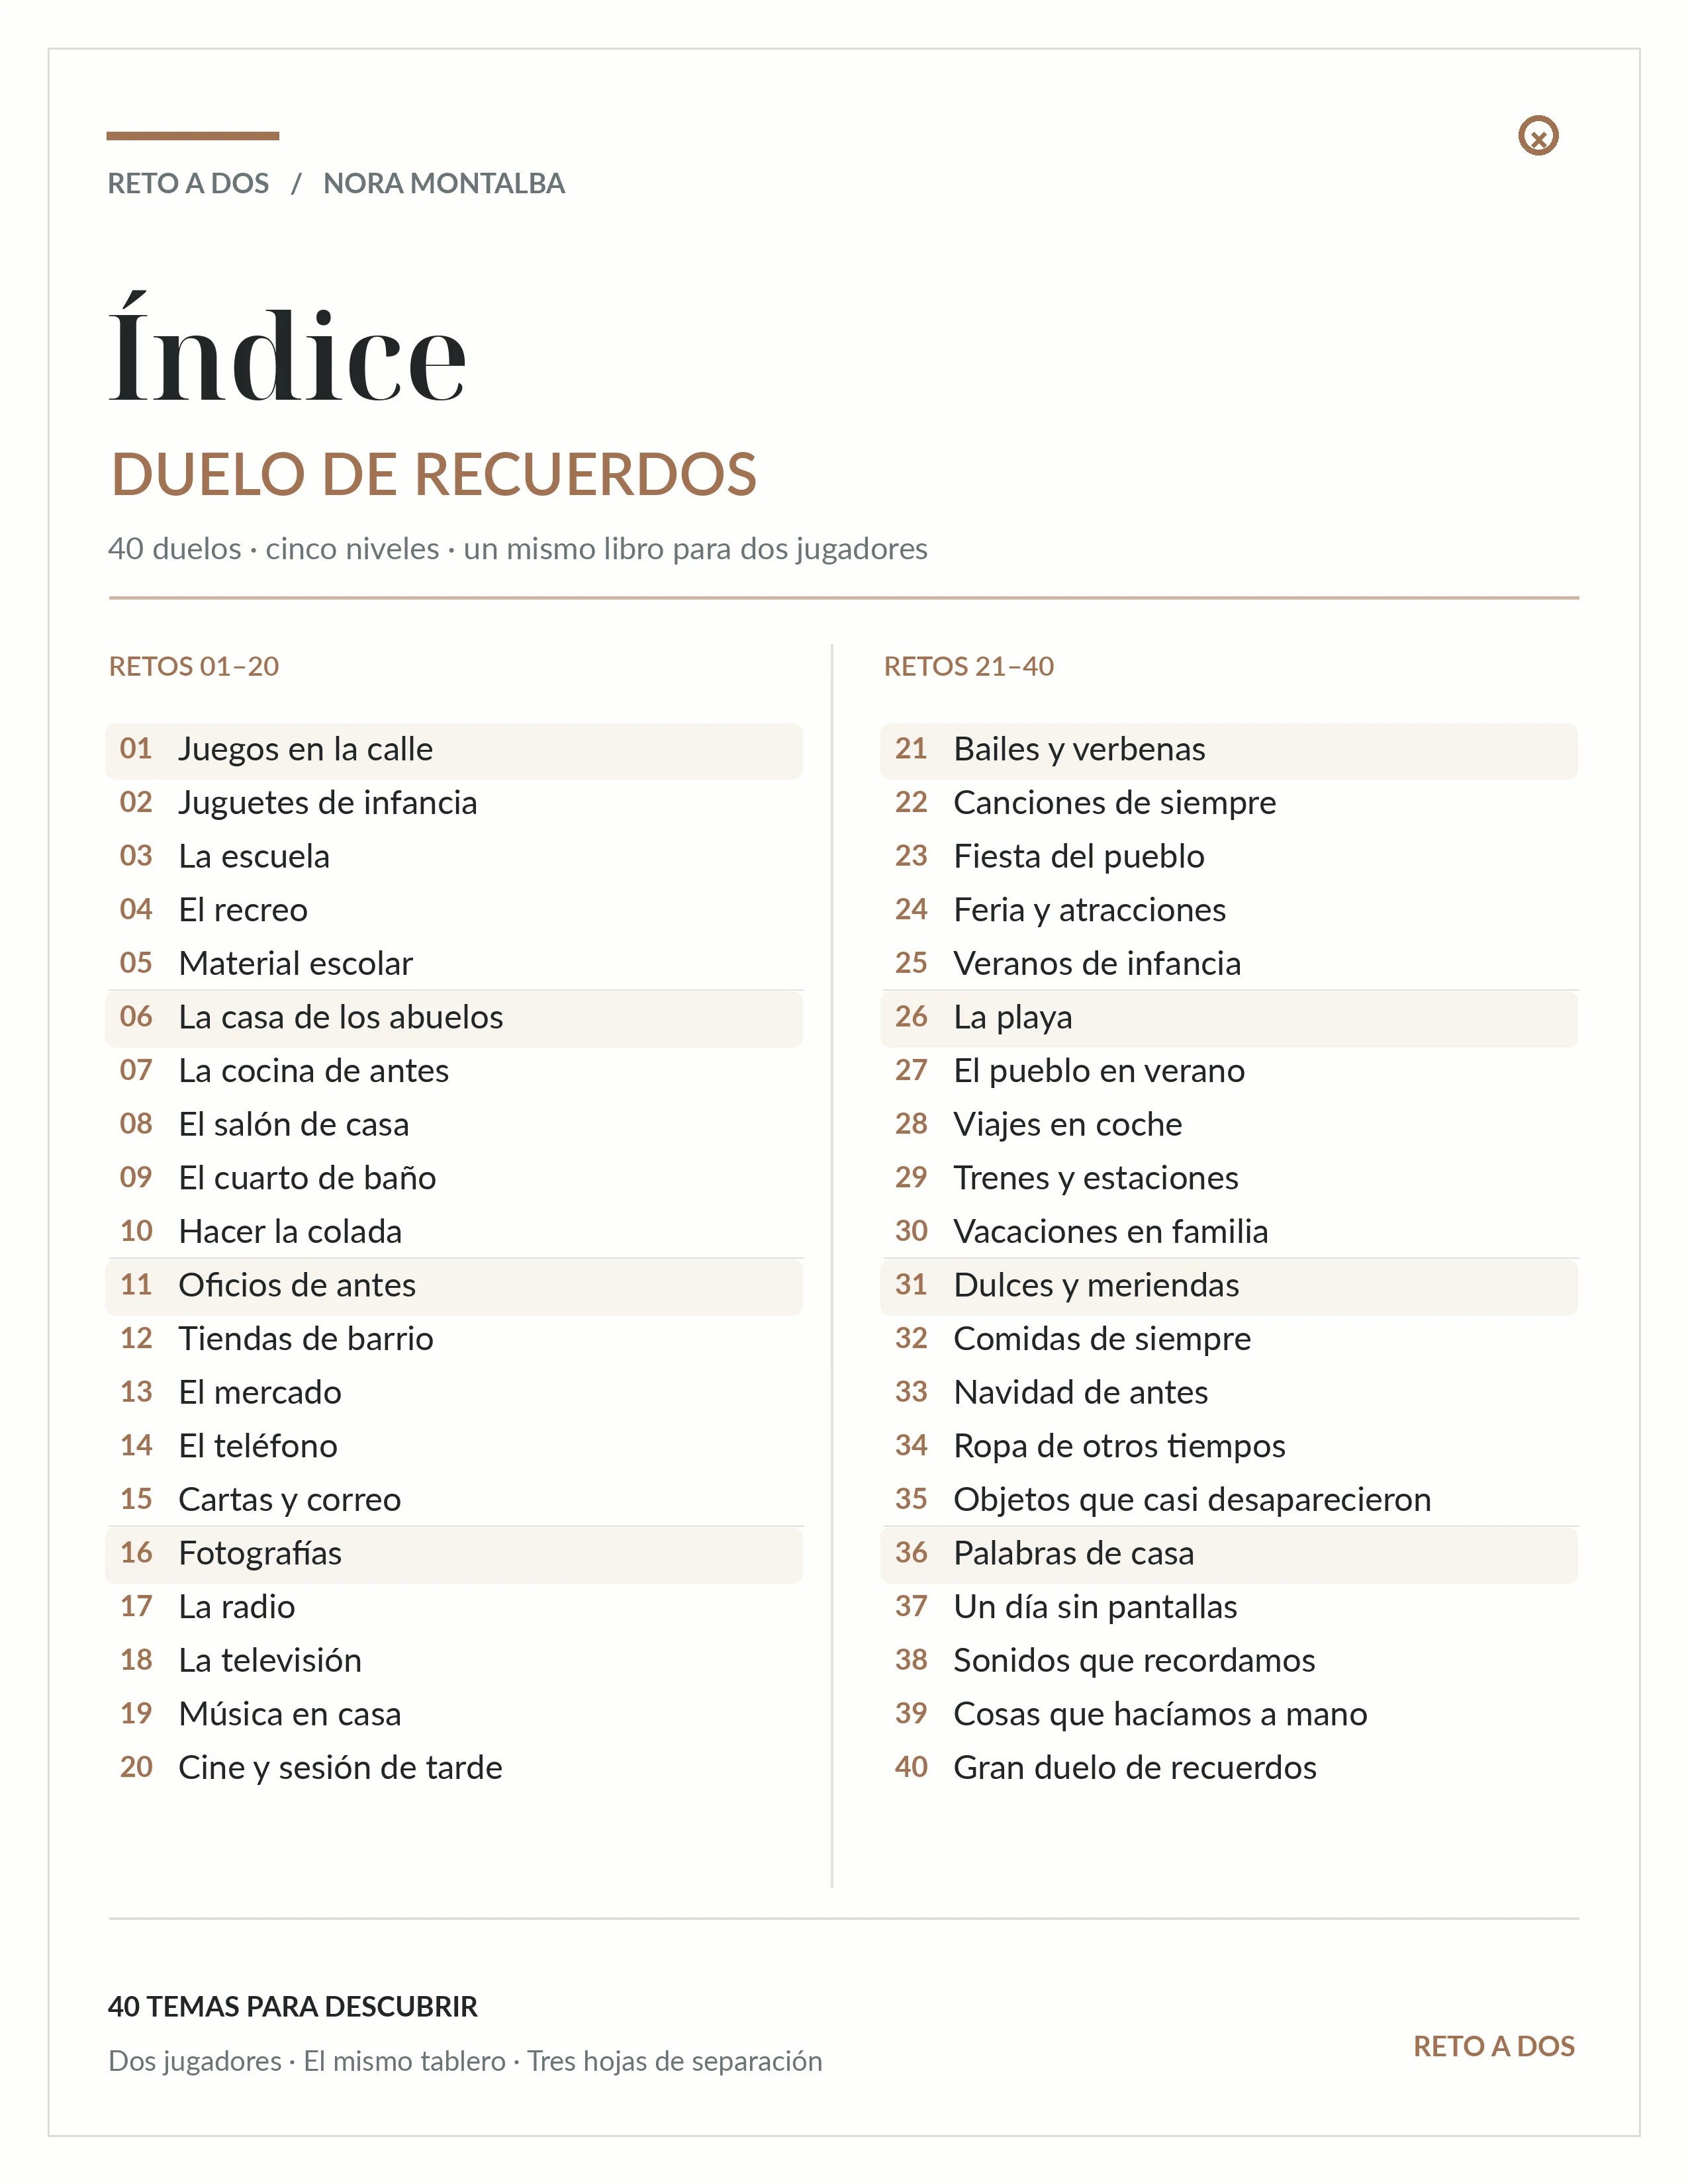 RETO A DOS / NORA MONTALBA
Índice
DUELO DE RECUERDOS
40 duelos · cinco niveles · un mismo libro para dos jugadores
RETOS 01–20
01 Juegos en la calle
02 Juguetes de infancia
03 La escuela
04 El recreo
05 Material escolar
06 La casa de los abuelos
07 La cocina de antes
08 El salón de casa
09 El cuarto de baño
10 Hacer la colada
11 Oficios de antes
12 Tiendas de barrio
13 El mercado
14 El teléfono
15 Cartas y correo
16 Fotografías
17 La radio
18 La televisión
19 Música en casa
20 Cine y sesión de tarde
RETOS 21–40
21 Bailes y verbenas
22 Canciones de siempre
23 Fiesta del pueblo
24 Feria y atracciones
25 Veranos de infancia
26 La playa
27 El pueblo en verano
28 Viajes en coche
29 Trenes y estaciones
30 Vacaciones en familia
31 Dulces y meriendas
32 Comidas de siempre
33 Navidad de antes
34 Ropa de otros tiempos
35 Objetos que casi desaparecieron
36 Palabras de casa
37 Un día sin pantallas
38 Sonidos que recordamos
39 Cosas que hacíamos a mano
40 Gran duelo de recuerdos
40 TEMAS PARA DESCUBRIR
Dos jugadores · El mismo tablero · Tres hojas de separación
RETO A DOS